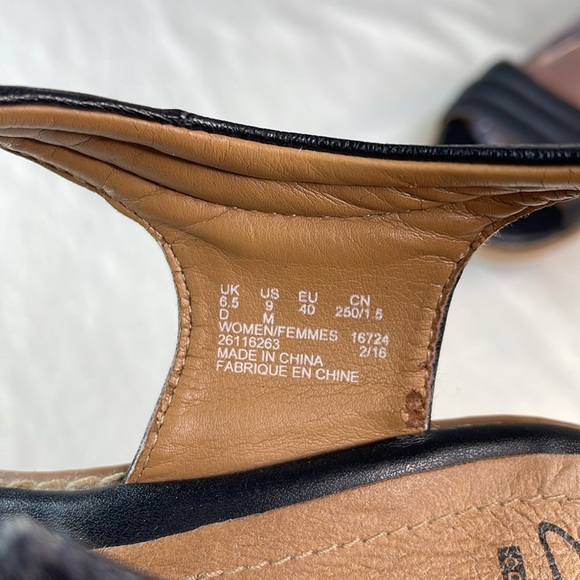 UK US EU CN
6.5 9 40 250/1.5
D M
WOMEN/FEMMES 16724
26116263 2/16
MADE IN CHINA
FABRIQUE EN CHINE